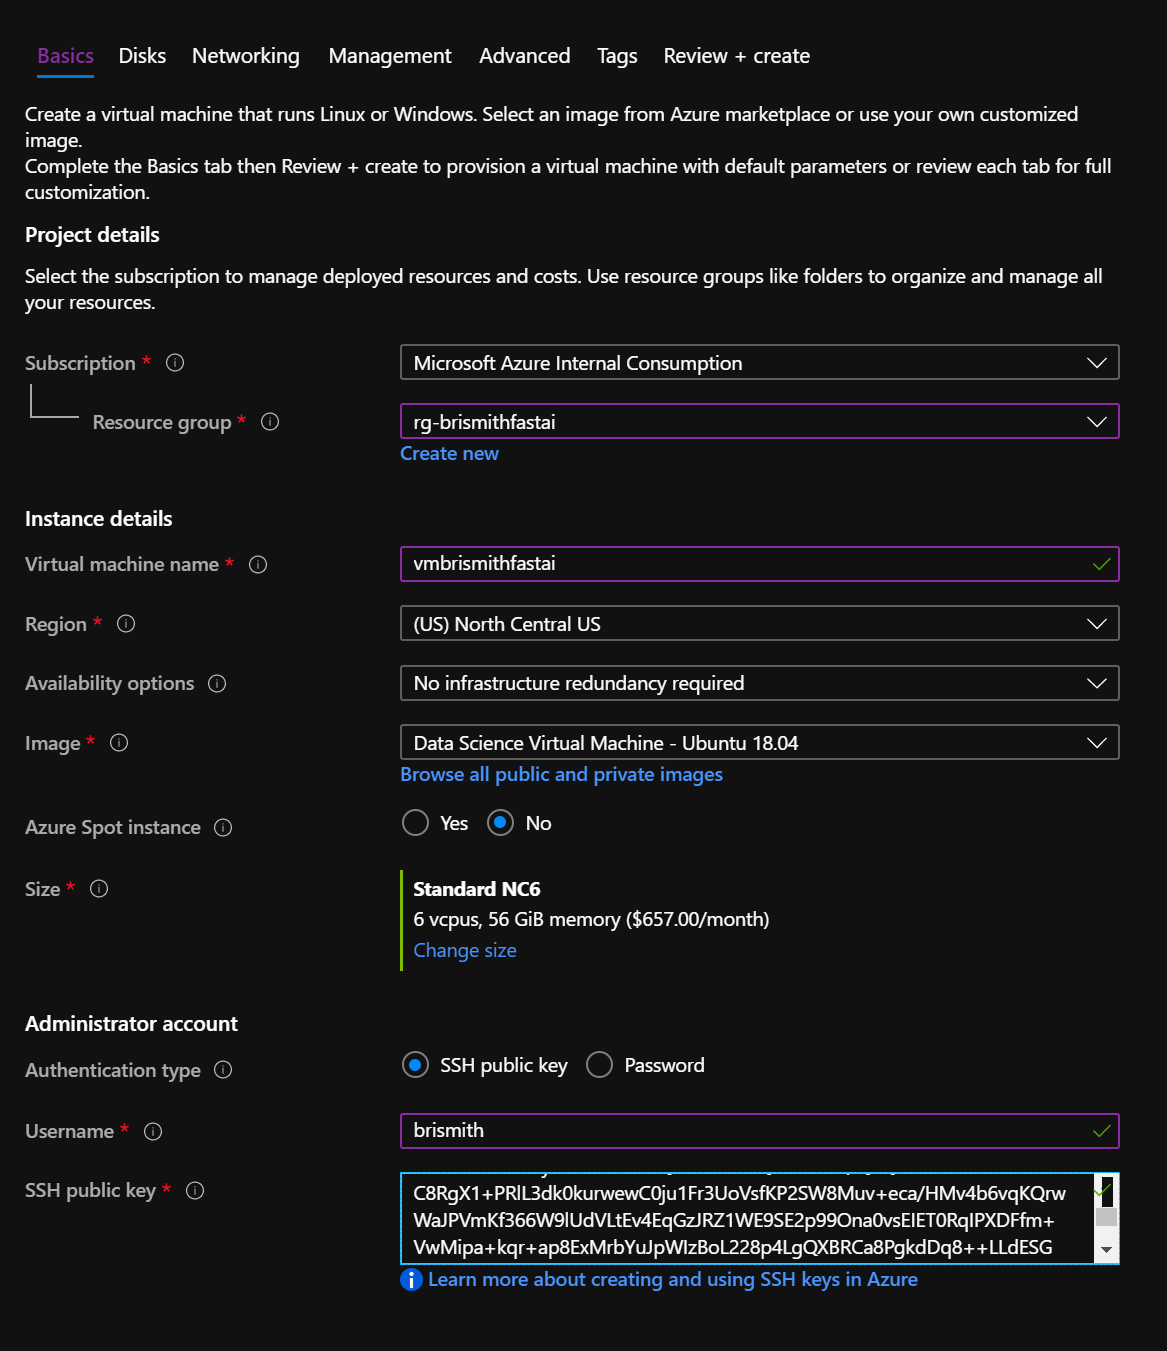 Basics Disks Networking Management Advanced Tags Review + create
Create a virtual machine that runs Linux or Windows. Select an image from Azure marketplace or use your own customized
image.
Complete the Basics tab then Review + create to provision a virtual machine with default parameters or review each tab for full
customization.
Project details
Select the subscription to manage deployed resources and costs. Use resource groups like folders to organize and manage all
your resources.
Subscription * Microsoft Azure Internal Consumption
Resource group * rg-brismithfastai
Create new
Instance details
Virtual machine name * vmbrismithfastai
Region * (US) North Central US
Availability options No infrastructure redundancy required
Image * Data Science Virtual Machine - Ubuntu 18.04
Browse all public and private images
Azure Spot instance Yes No
Size * Standard NC6
6 vcpus, 56 GiB memory ($657.00/month)
Change size
Administrator account
Authentication type SSH public key Password
Username * brismith
SSH public key *
C8RgX1+PRlL3dk0kurwewC0ju1Fr3UoVsfKP2SW8Muv+eca/HMv4b6vqKQrw
WaJPVmKf366W9lUdVLtEv4EqGzJRZ1WE9SE2p99Ona0vsEIET0RqIPXDFfm+
VwMipa+kqr+ap8ExMrbYuJpWIzBoL228p4LgQXBRCa8PgkdDq8++LLdESG
Learn more about creating and using SSH keys in Azure